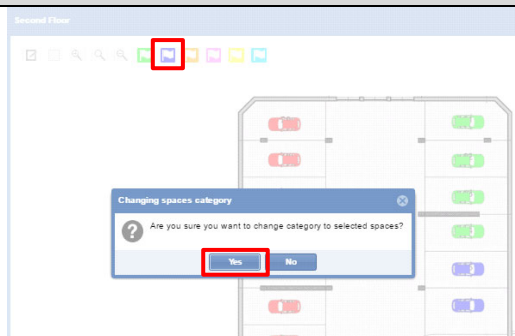 Second Floor
Changing spaces category
Are you sure you want to change category to selected spaces?
Yes
No